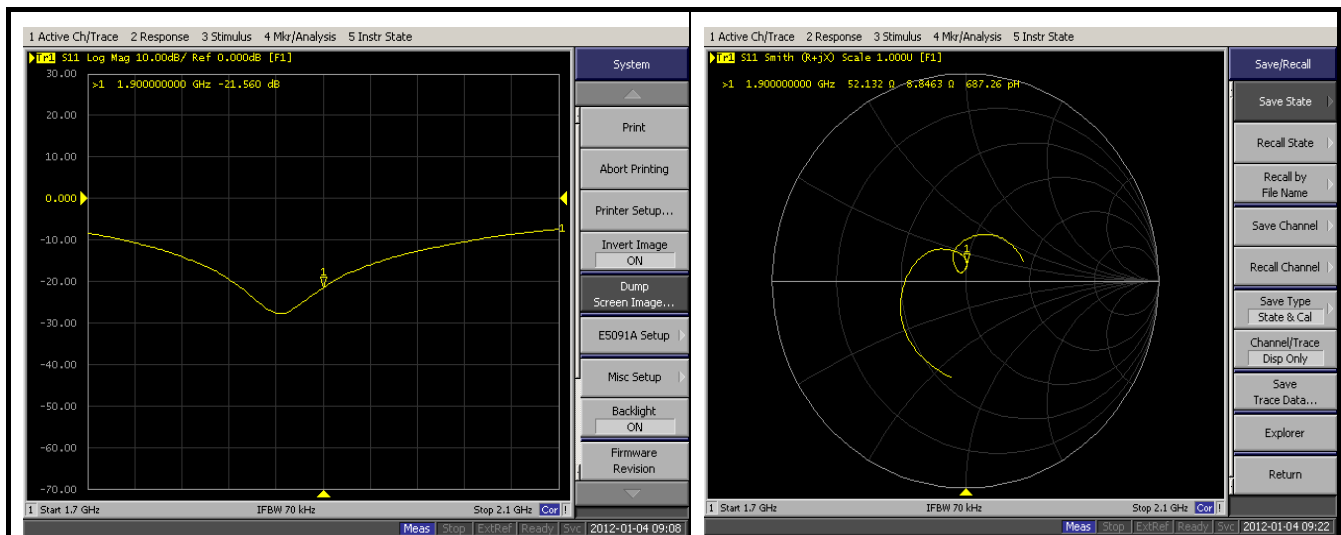 1 Active Ch/Trace 2 Response 3 Stimulus 4 Mkr/Analysis 5 Instr State
Tr1 S11 Log Mag 10.00dB/ Ref 0.000dB [F1]
>1 1.900000000 GHz -21.560 dB
30.00
20.00
10.00
0.000
-10.00
-20.00
-30.00
-40.00
-50.00
-60.00
-70.00
1
1
System
Print
Abort Printing
Printer Setup...
Invert Image
ON
Dump
Screen Image...
E5091A Setup
Misc Setup
Backlight
ON
Firmware
Revision
1 Start 1.7 GHz IFBW 70 kHz Stop 2.1 GHz Cor !
Meas Stop ExtRef Ready Svc 2012-01-04 09:08
1 Active Ch/Trace 2 Response 3 Stimulus 4 Mkr/Analysis 5 Instr State
Tr1 S11 Smith (R+jX) Scale 1.000U [F1]
>1 1.900000000 GHz 52.132 Ω 8.8463 Ω 687.26 pH
1
Save/Recall
Save State
Recall State
Recall by
File Name
Save Channel
Recall Channel
Save Type
State & Cal
Channel/Trace
Disp Only
Save
Trace Data...
Explorer
Return
1 Start 1.7 GHz IFBW 70 kHz Stop 2.1 GHz Cor !
Meas Stop ExtRef Ready Svc 2012-01-04 09:22